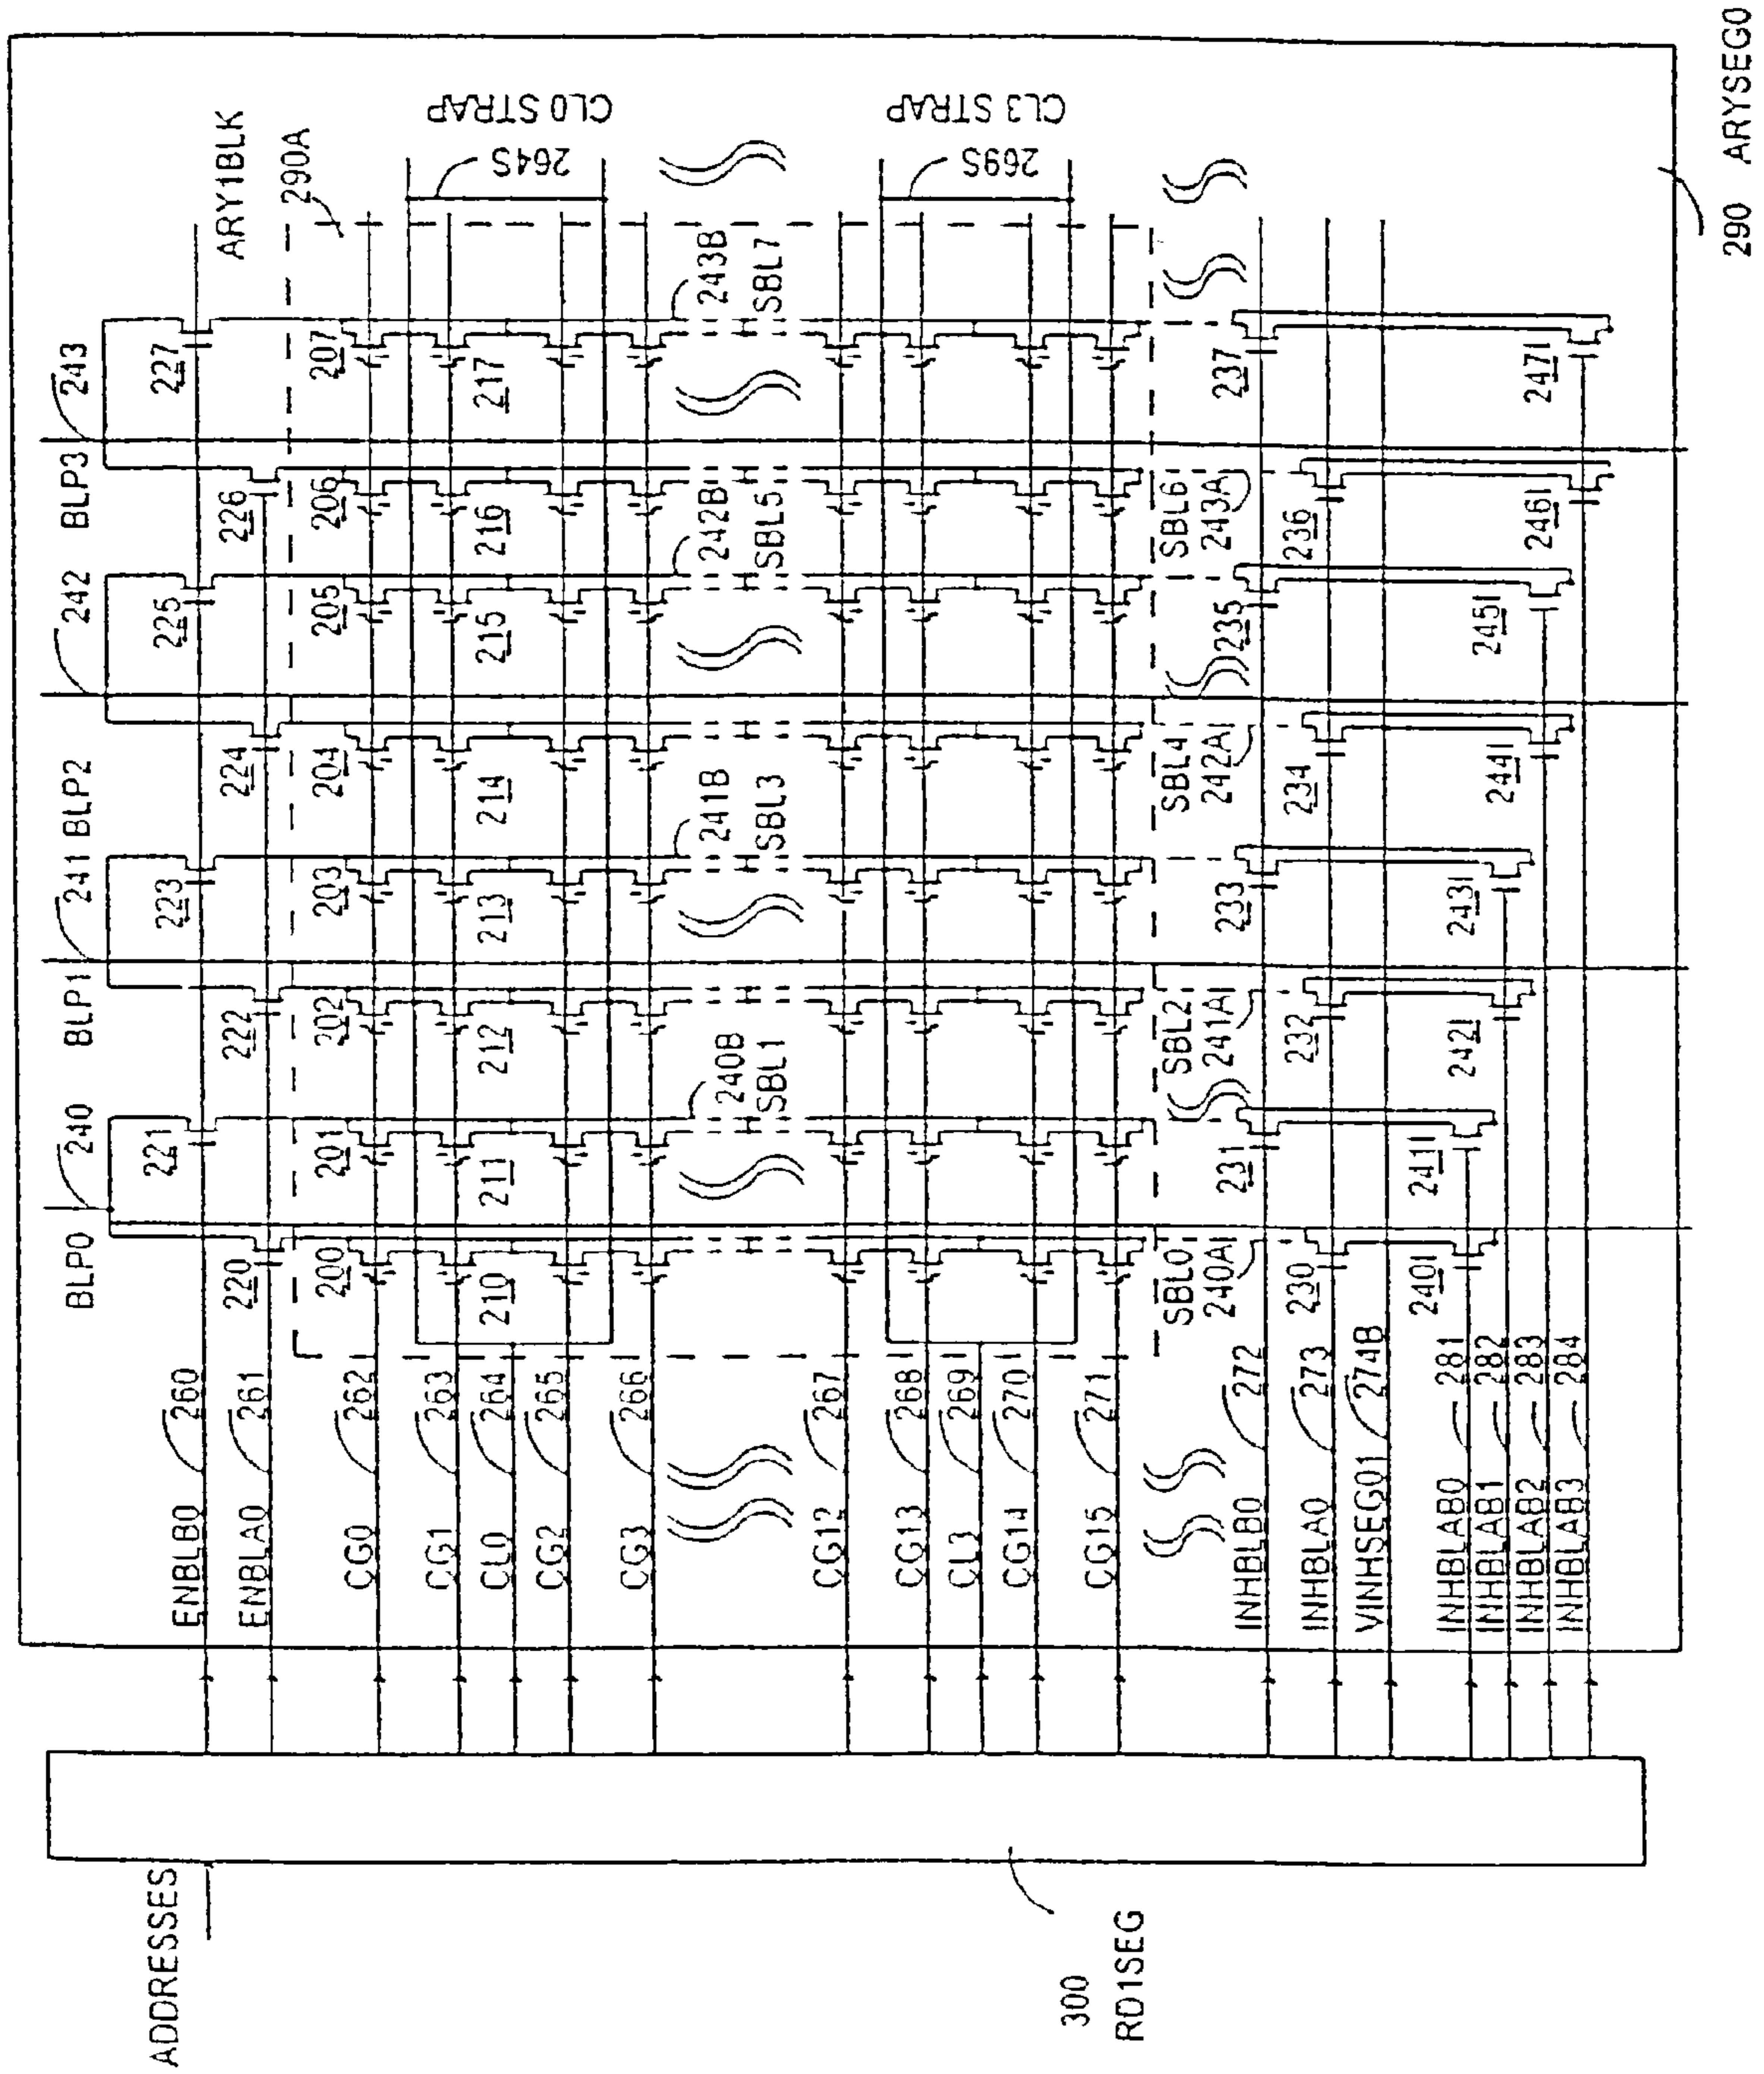 ADDRESSES
300
RD1SEG
290 ARYSEG0
BLP0
240
BLP1
241
BLP2
242
BLP3
243
ENBLB0
260
221
223
225
227
ENBLA0
261
220
222
224
226
ARY1BLK
290A
CG0
262
200
201
202
203
204
205
206
207
CG1
263
CL0
264
210
211
212
213
214
215
216
217
CG2
265
CG3
266
264S
CL0 STRAP
240B
SBL1
241B
SBL3
242B
SBL5
243B
SBL7
CG12
267
CG13
268
CL3
269
CG14
270
CG15
271
269S
CL3 STRAP
SBL0
240A
SBL2
241A
SBL4
242A
SBL6
243A
INHBLB0
272
231
233
235
237
INHBLA0
273
230
232
234
236
VINHSEG01
274B
INHBLAB0
281
240I
241I
INHBLAB1
282
242I
243I
INHBLAB2
283
244I
245I
INHBLAB3
284
246I
247I